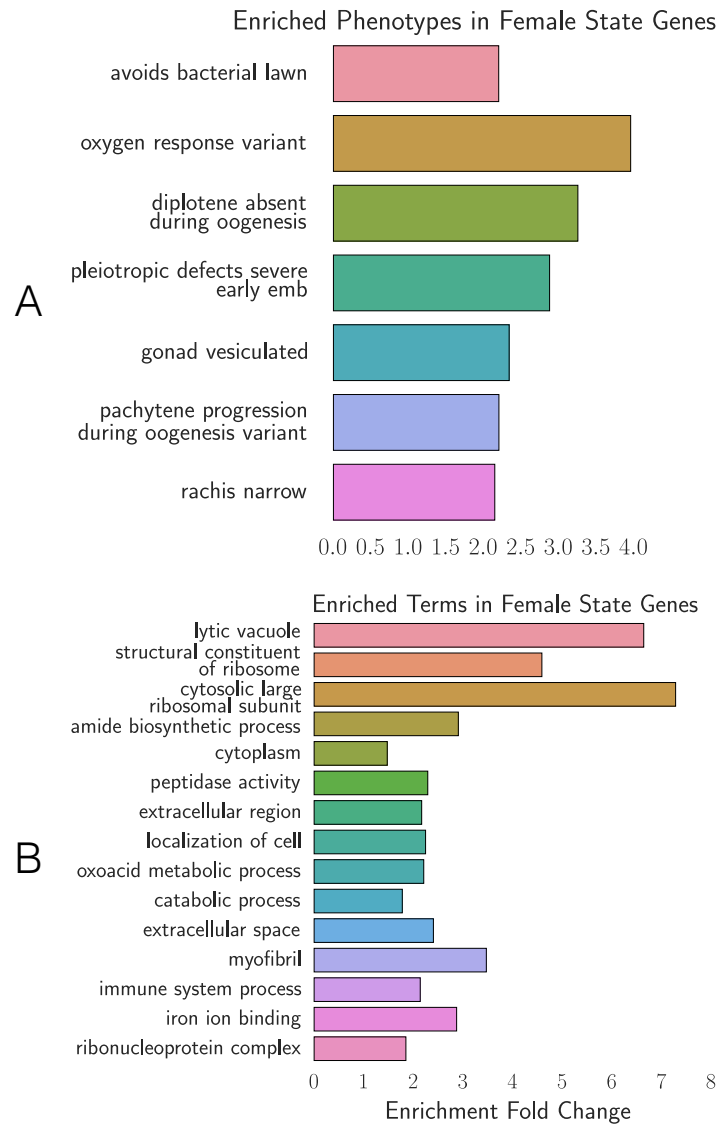 Enriched Phenotypes in Female State Genes
avoids bacterial lawn
oxygen response variant
diplotene absent
during oogenesis
pleiotropic defects severe
early emb
A
gonad vesiculated
pachytene progression
during oogenesis variant
rachis narrow
0.0 0.5 1.0 1.5 2.0 2.5 3.0 3.5 4.0
Enriched Terms in Female State Genes
lytic vacuole
structural constituent
of ribosome
cytosolic large
ribosomal subunit
amide biosynthetic process
cytoplasm
peptidase activity
extracellular region
localization of cell
B
oxoacid metabolic process
catabolic process
extracellular space
myofibril
immune system process
iron ion binding
ribonucleoprotein complex
0 1 2 3 4 5 6 7 8
Enrichment Fold Change